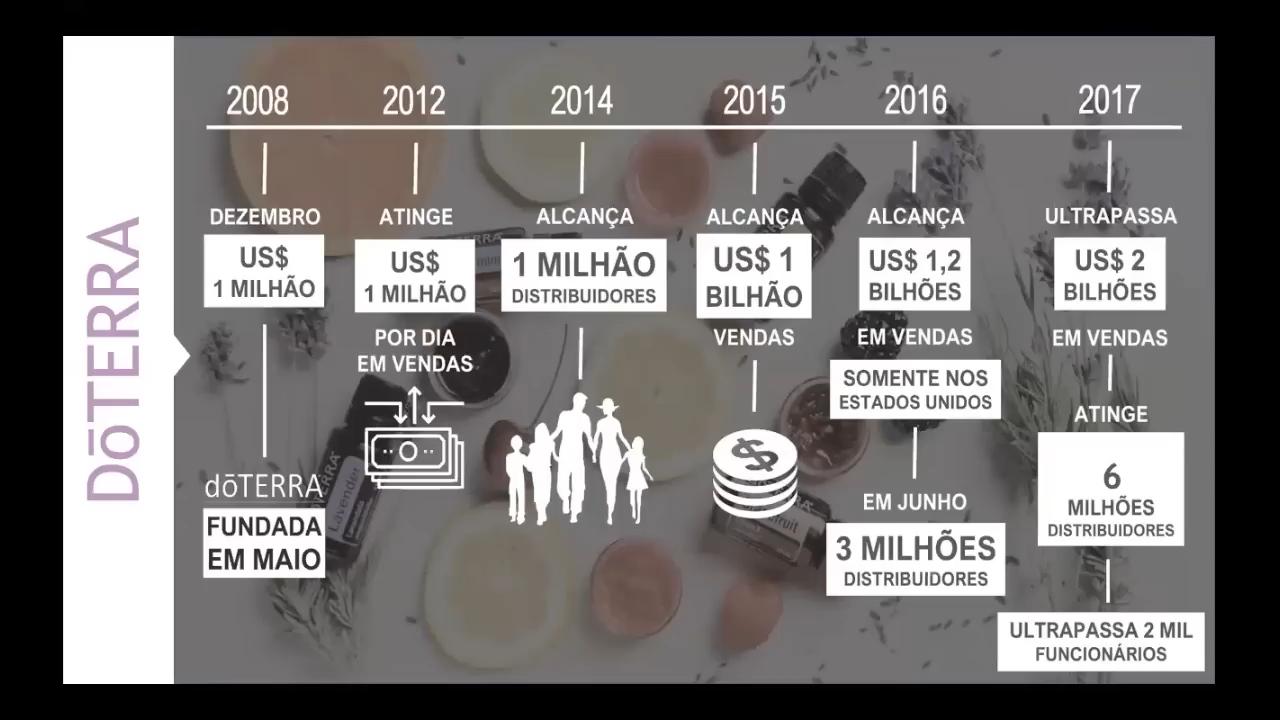 DōTERRA
2008
DEZEMBRO
US$
1 MILHÃO
dōTERRA
FUNDADA
EM MAIO
2012
ATINGE
US$
1 MILHÃO
POR DIA
EM VENDAS
2014
ALCANÇA
1 MILHÃO
DISTRIBUIDORES
2015
ALCANÇA
US$ 1
BILHÃO
VENDAS
$
2016
ALCANÇA
US$ 1,2
BILHÕES
EM VENDAS
SOMENTE NOS
ESTADOS UNIDOS
EM JUNHO
3 MILHÕES
DISTRIBUIDORES
2017
ULTRAPASSA
US$ 2
BILHÕES
EM VENDAS
ATINGE
6
MILHÕES
DISTRIBUIDORES
ULTRAPASSA 2 MIL
FUNCIONÁRIOS
Lavender